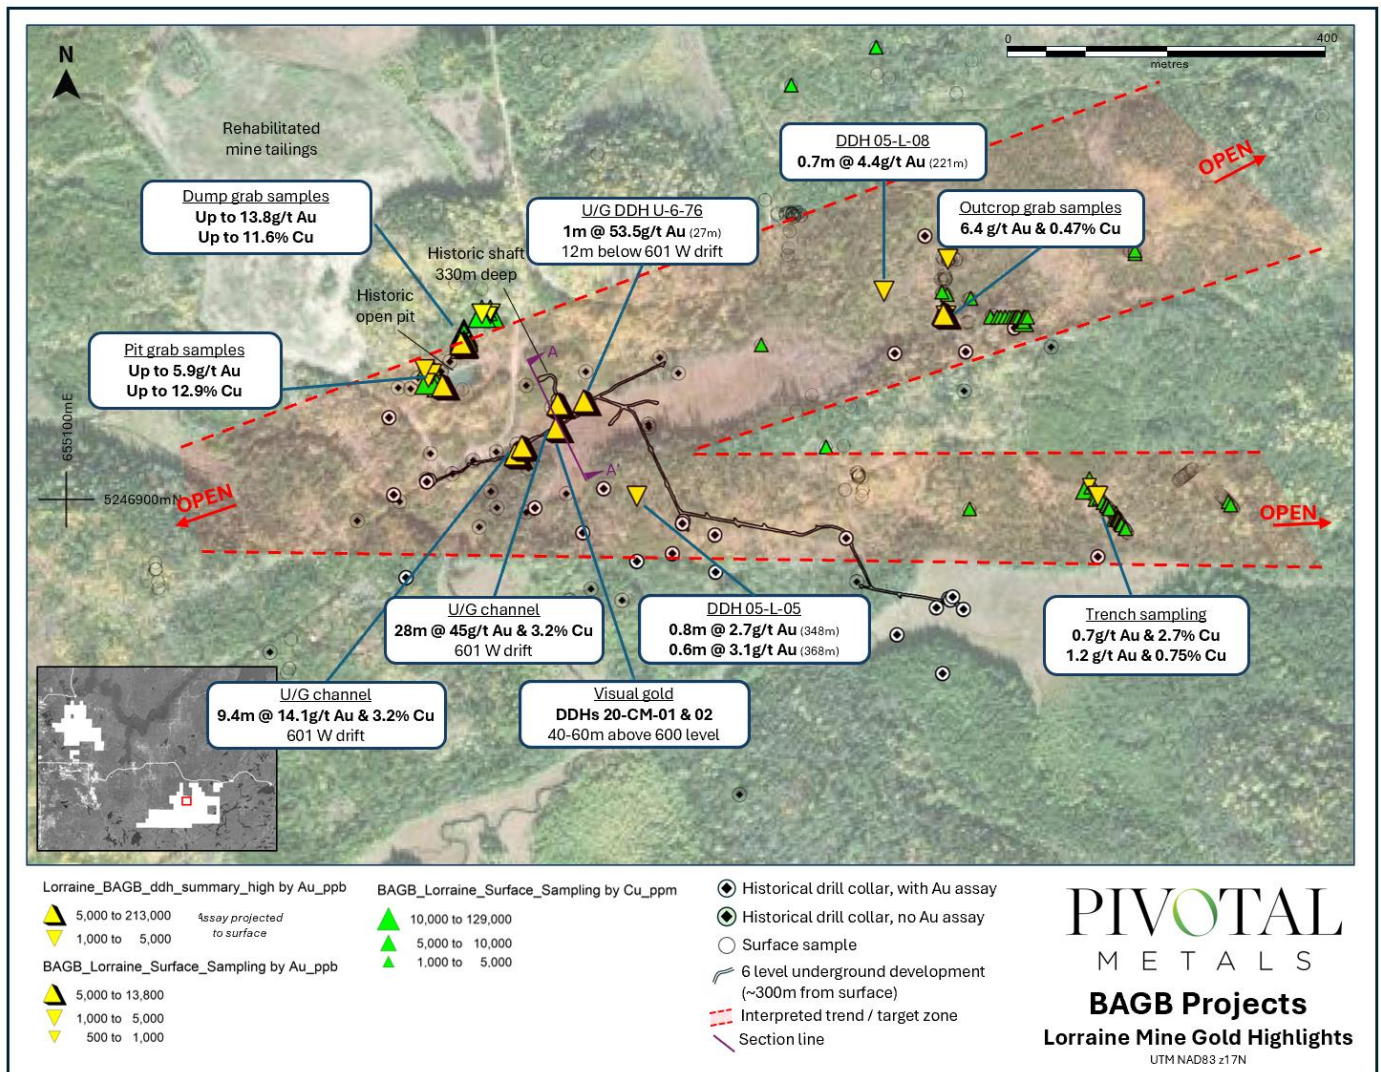 N
0 400
metres
Rehabilitated
mine tailings
DDH 05-L-08
0.7m @ 4.4g/t Au (221m)
OPEN
Dump grab samples
Up to 13.8g/t Au
Up to 11.6% Cu
U/G DDH U-6-76
1m @ 53.5g/t Au (27m)
12m below 601 W drift
Outcrop grab samples
6.4 g/t Au & 0.47% Cu
Historic shaft
330m deep
Historic
open pit
Pit grab samples
Up to 5.9g/t Au
Up to 12.9% Cu
A
A'
655100mE
5246900mN
OPEN
OPEN
U/G channel
28m @ 45g/t Au & 3.2% Cu
601 W drift
DDH 05-L-05
0.8m @ 2.7g/t Au (348m)
0.6m @ 3.1g/t Au (368m)
Trench sampling
0.7g/t Au & 2.7% Cu
1.2 g/t Au & 0.75% Cu
U/G channel
9.4m @ 14.1g/t Au & 3.2% Cu
601 W drift
Visual gold
DDHs 20-CM-01 & 02
40-60m above 600 level
Lorraine_BAGB_ddh_summary_high by Au_ppb
5,000 to 213,000
1,000 to 5,000
Assay projected
to surface
BAGB_Lorraine_Surface_Sampling by Au_ppb
5,000 to 13,800
1,000 to 5,000
500 to 1,000
BAGB_Lorraine_Surface_Sampling by Cu_ppm
10,000 to 129,000
5,000 to 10,000
1,000 to 5,000
Historical drill collar, with Au assay
Historical drill collar, no Au assay
Surface sample
6 level underground development
(~300m from surface)
Interpreted trend / target zone
Section line
PIVOTAL
METALS
BAGB Projects
Lorraine Mine Gold Highlights
UTM NAD83 z17N